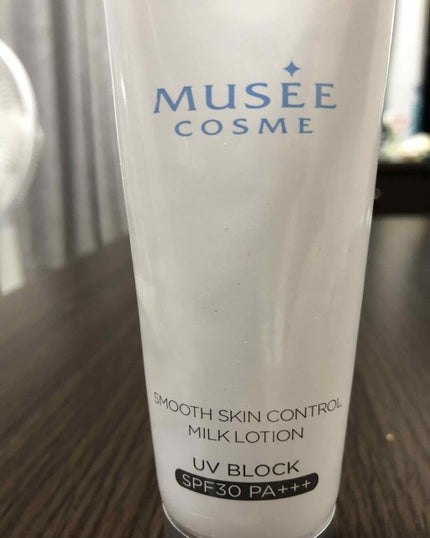 MUSÉE
COSME
SMOOTH SKIN CONTROL
MILK LOTION
UV BLOCK
SPF30 PA+++